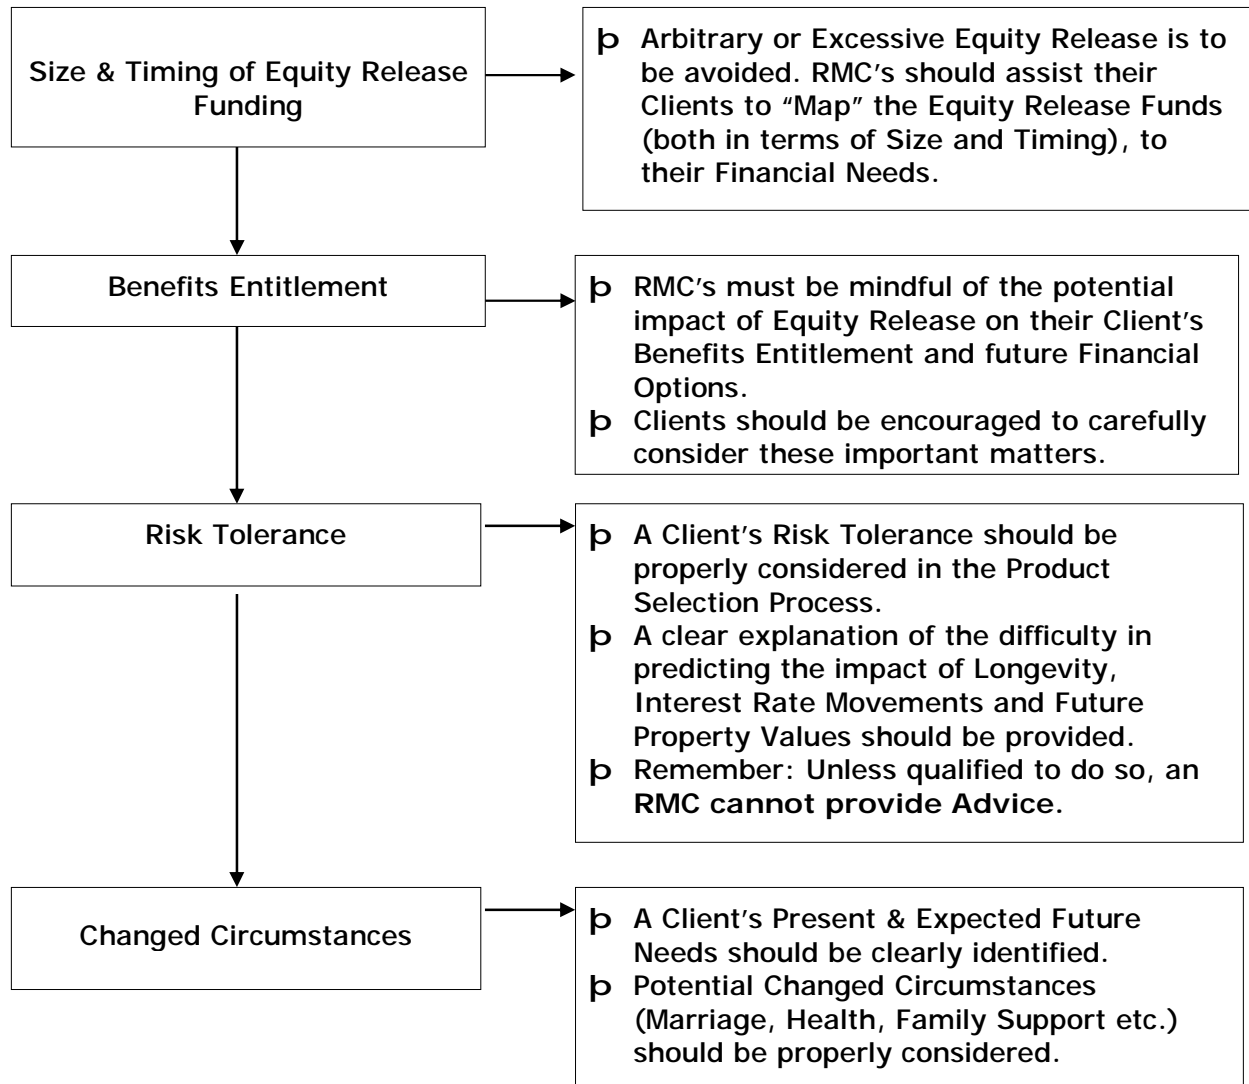 Size & Timing of Equity Release
Funding
þ Arbitrary or Excessive Equity Release is to
be avoided. RMC's should assist their
Clients to “Map” the Equity Release Funds
(both in terms of Size and Timing), to
their Financial Needs.
Benefits Entitlement
þ RMC's must be mindful of the potential
impact of Equity Release on their Client's
Benefits Entitlement and future Financial
Options.
þ Clients should be encouraged to carefully
consider these important matters.
Risk Tolerance
þ A Client's Risk Tolerance should be
properly considered in the Product
Selection Process.
þ A clear explanation of the difficulty in
predicting the impact of Longevity,
Interest Rate Movements and Future
Property Values should be provided.
þ Remember: Unless qualified to do so, an
RMC cannot provide Advice.
Changed Circumstances
þ A Client's Present & Expected Future
Needs should be clearly identified.
þ Potential Changed Circumstances
(Marriage, Health, Family Support etc.)
should be properly considered.